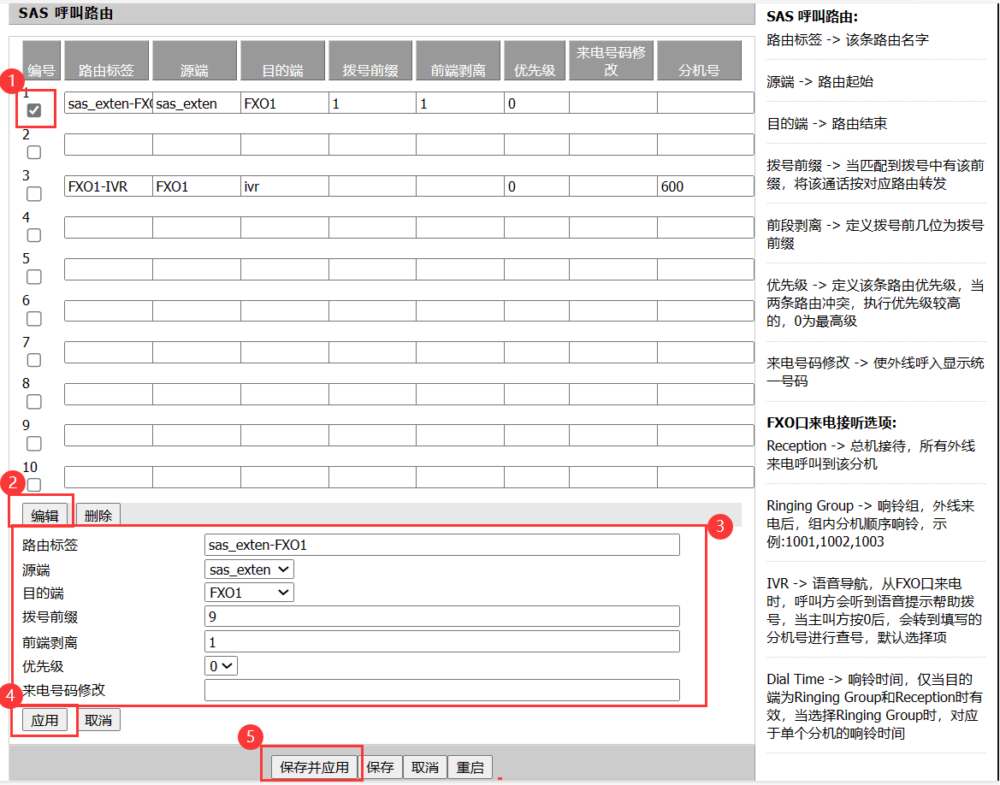 SAS 呼叫路由
编号 路由标签 源端 目的端 拨号前缀 前端剥离 优先级 来电号码修改 分机号
1
1 sas_exten-FXO sas_exten FXO1 1 1 0
2
3 FXO1-IVR FXO1 ivr 0 600
4
5
6
7
8
9
10
2
编辑 删除
3
路由标签 sas_exten-FXO1
源端 sas_exten
目的端 FXO1
拨号前缀 9
前端剥离 1
优先级 0
来电号码修改
4
应用 取消
5
保存并应用 保存 取消 重启
SAS 呼叫路由:
路由标签 -> 该条路由名字
源端 -> 路由起始
目的端 -> 路由结束
拨号前缀 -> 当匹配到拨号中有该前
缀，将该通话按对应路由转发
前段剥离 -> 定义拨号前几位为拨号
前缀
优先级 -> 定义该条路由优先级，当
两条路由冲突，执行优先级较高
的，0为最高级
来电号码修改 -> 使外线呼入显示统
一号码
FXO口来电接听选项:
Reception -> 总机接待，所有外线
来电呼叫到该分机
Ringing Group -> 响铃组，外线来
电后，组内分机顺序响铃，示
例:1001,1002,1003
IVR -> 语音导航，从FXO口来电
时，呼叫方会听到语音提示帮助拨
号，当主叫方按0后，会转到填写的
分机号进行查号，默认选择项
Dial Time -> 响铃时间，仅当目的
端为Ringing Group和Reception时有
效，当选择Ringing Group时，对应
于单个分机的响铃时间